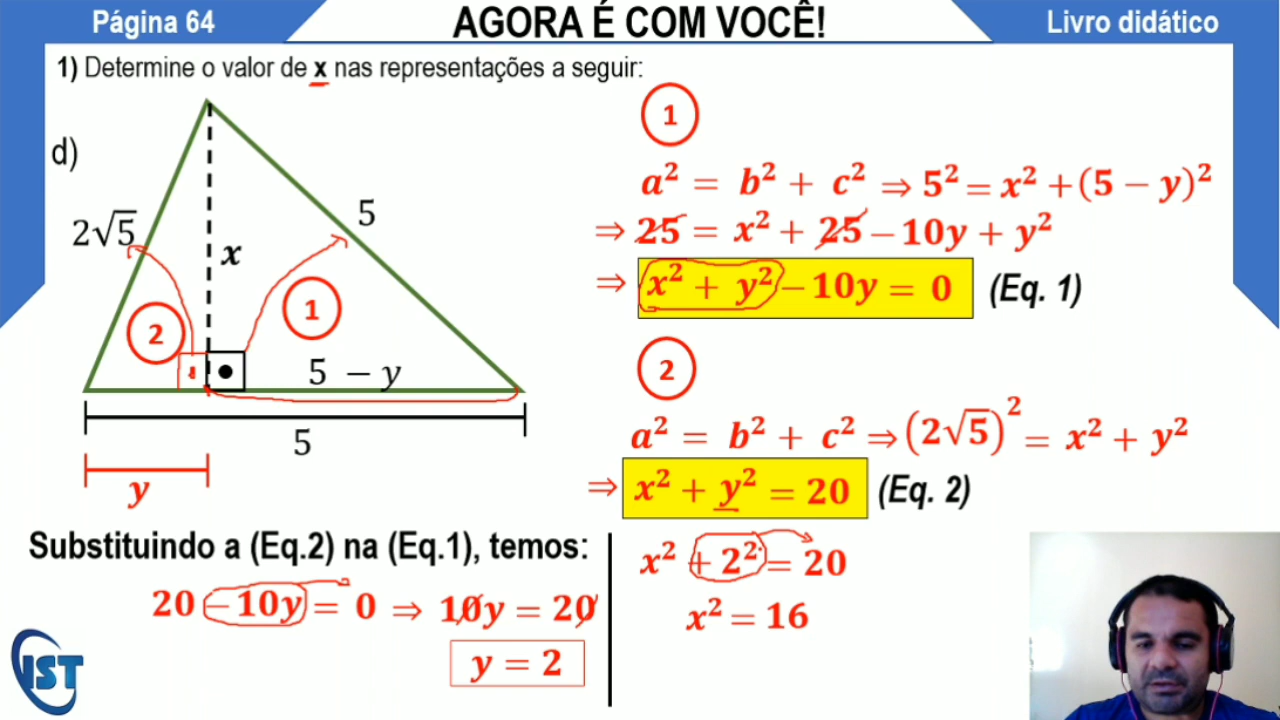 Página 64
AGORA É COM VOCÊ!
Livro didático
1) Determine o valor de x nas representações a seguir:
d)
2√5
5
x
2
1
5 − y
5
y
1
a² = b² + c² ⇒ 5² = x² + (5 − y)²
⇒ 25 = x² + 25 − 10y + y²
⇒ x² + y² − 10y = 0 (Eq. 1)
2
a² = b² + c² ⇒ (2√5)² = x² + y²
⇒ x² + y² = 20 (Eq. 2)
Substituindo a (Eq.2) na (Eq.1), temos:
20 − 10y = 0 ⇒ 10y = 20
y = 2
x² + 2² = 20
x² = 16
IST